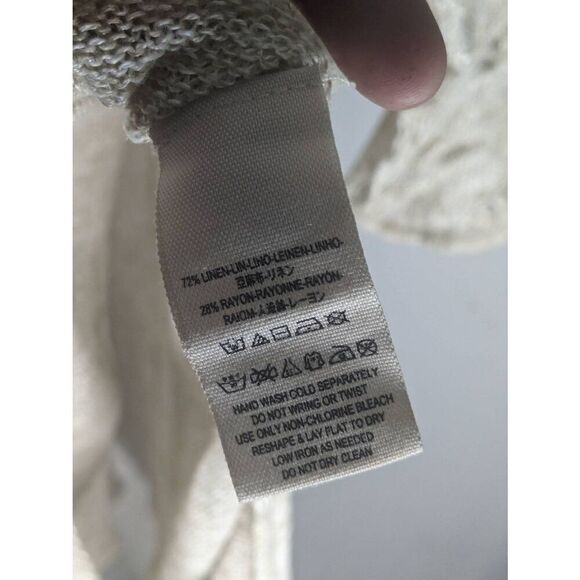 72% LINEN-LIN-LINO-LEINEN-LINHO-
亚麻布-リネン
28% RAYON-RAYONNE-RAYON-
RAIOM-人造絲-レーヨン
HAND WASH COLD SEPARATELY
DO NOT WRING OR TWIST
USE ONLY NON-CHLORINE BLEACH
RESHAPE & LAY FLAT TO DRY
LOW IRON AS NEEDED
DO NOT DRY CLEAN